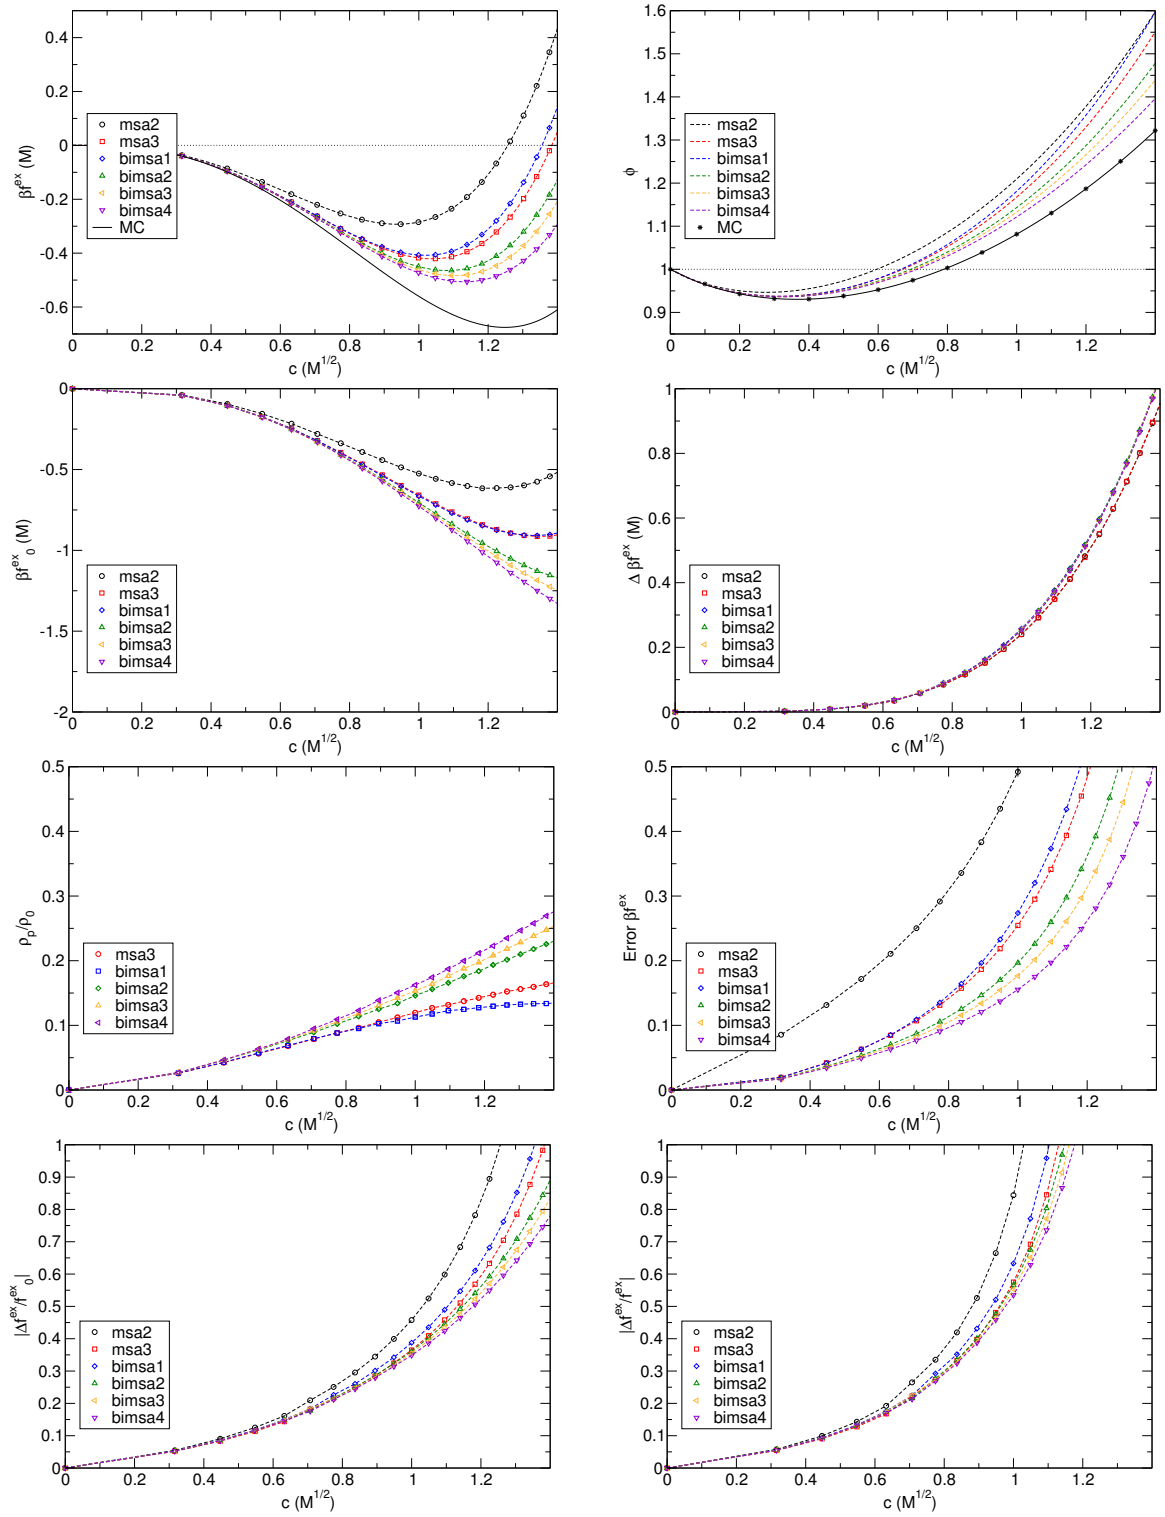 0.4
0.2
0
-0.2
-0.4
-0.6
βf^ex (M)
msa2
msa3
bimsa1
bimsa2
bimsa3
bimsa4
MC
0 0.2 0.4 0.6 0.8 1 1.2
c (M^1/2)
1.6
1.5
1.4
1.3
1.2
1.1
1
0.9
ϕ
msa2
msa3
bimsa1
bimsa2
bimsa3
bimsa4
MC
0 0.2 0.4 0.6 0.8 1 1.2
c (M^1/2)
0
-0.5
-1
-1.5
-2
βf^ex_0 (M)
msa2
msa3
bimsa1
bimsa2
bimsa3
bimsa4
0 0.2 0.4 0.6 0.8 1 1.2
c (M^1/2)
1
0.8
0.6
0.4
0.2
0
Δ βf^ex (M)
msa2
msa3
bimsa1
bimsa2
bimsa3
bimsa4
0 0.2 0.4 0.6 0.8 1 1.2
c (M^1/2)
0.5
0.4
0.3
0.2
0.1
0
ρ_p/ρ_0
msa3
bimsa1
bimsa2
bimsa3
bimsa4
0 0.2 0.4 0.6 0.8 1 1.2
c (M^1/2)
0.5
0.4
0.3
0.2
0.1
0
Error βf^ex
msa2
msa3
bimsa1
bimsa2
bimsa3
bimsa4
0 0.2 0.4 0.6 0.8 1 1.2
c (M^1/2)
1
0.9
0.8
0.7
0.6
0.5
0.4
0.3
0.2
0.1
0
|Δf^ex/f^ex_0|
msa2
msa3
bimsa1
bimsa2
bimsa3
bimsa4
0 0.2 0.4 0.6 0.8 1 1.2
c (M^1/2)
1
0.9
0.8
0.7
0.6
0.5
0.4
0.3
0.2
0.1
0
|Δf^ex/f^ex|
msa2
msa3
bimsa1
bimsa2
bimsa3
bimsa4
0 0.2 0.4 0.6 0.8 1 1.2
c (M^1/2)